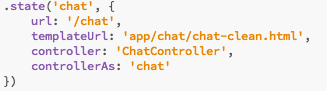 .state('chat', {
    url: '/chat',
    templateUrl: 'app/chat/chat-clean.html',
    controller: 'ChatController',
    controllerAs: 'chat'
})